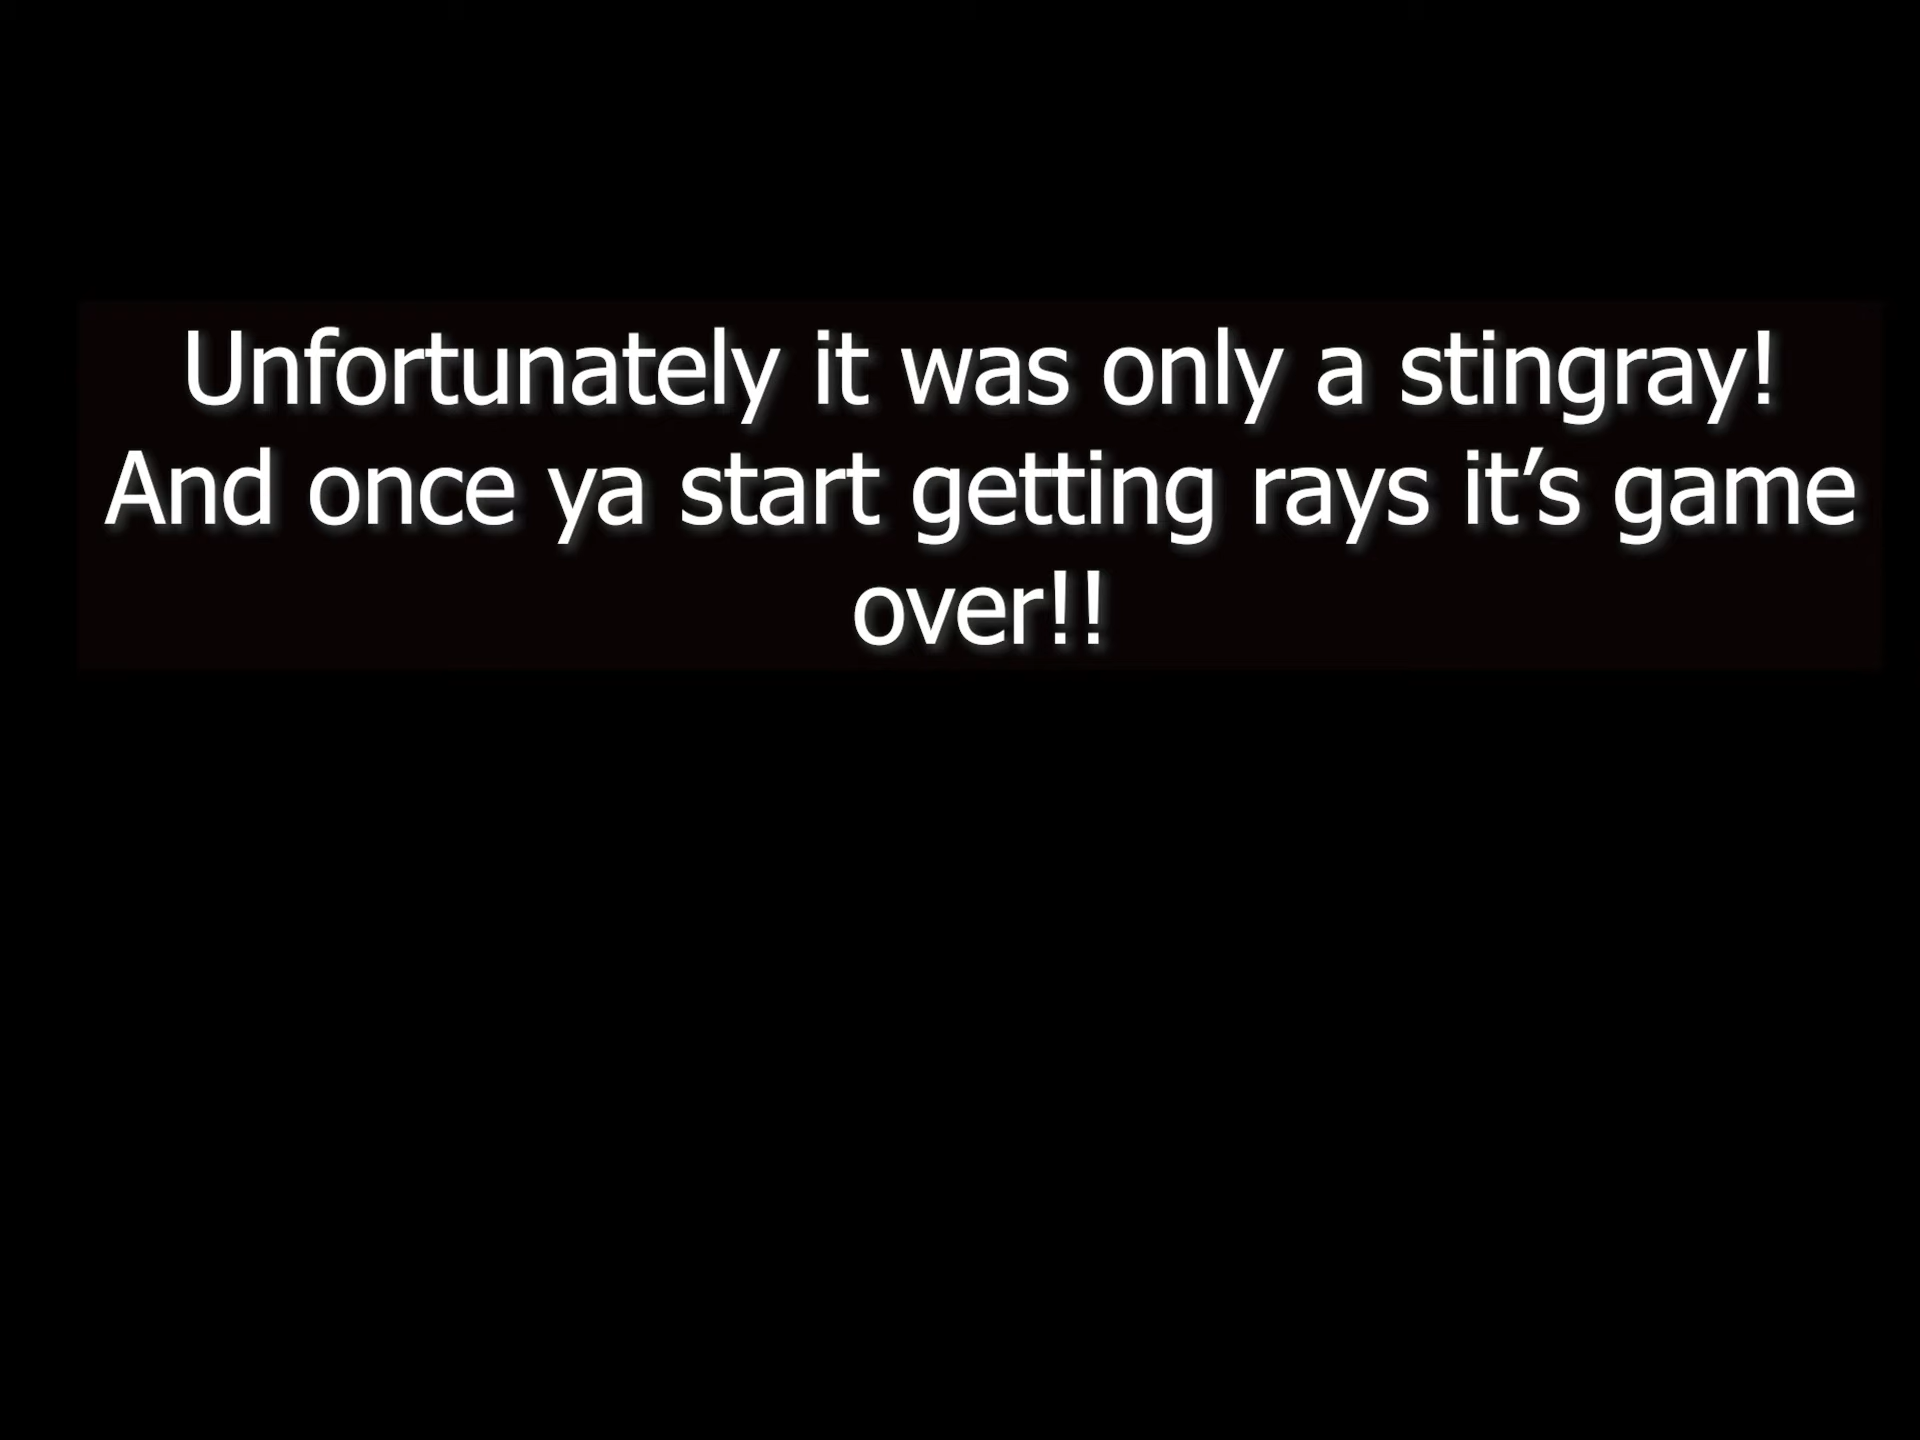 Unfortunately it was only a stingray!
And once ya start getting rays it’s game
over!!